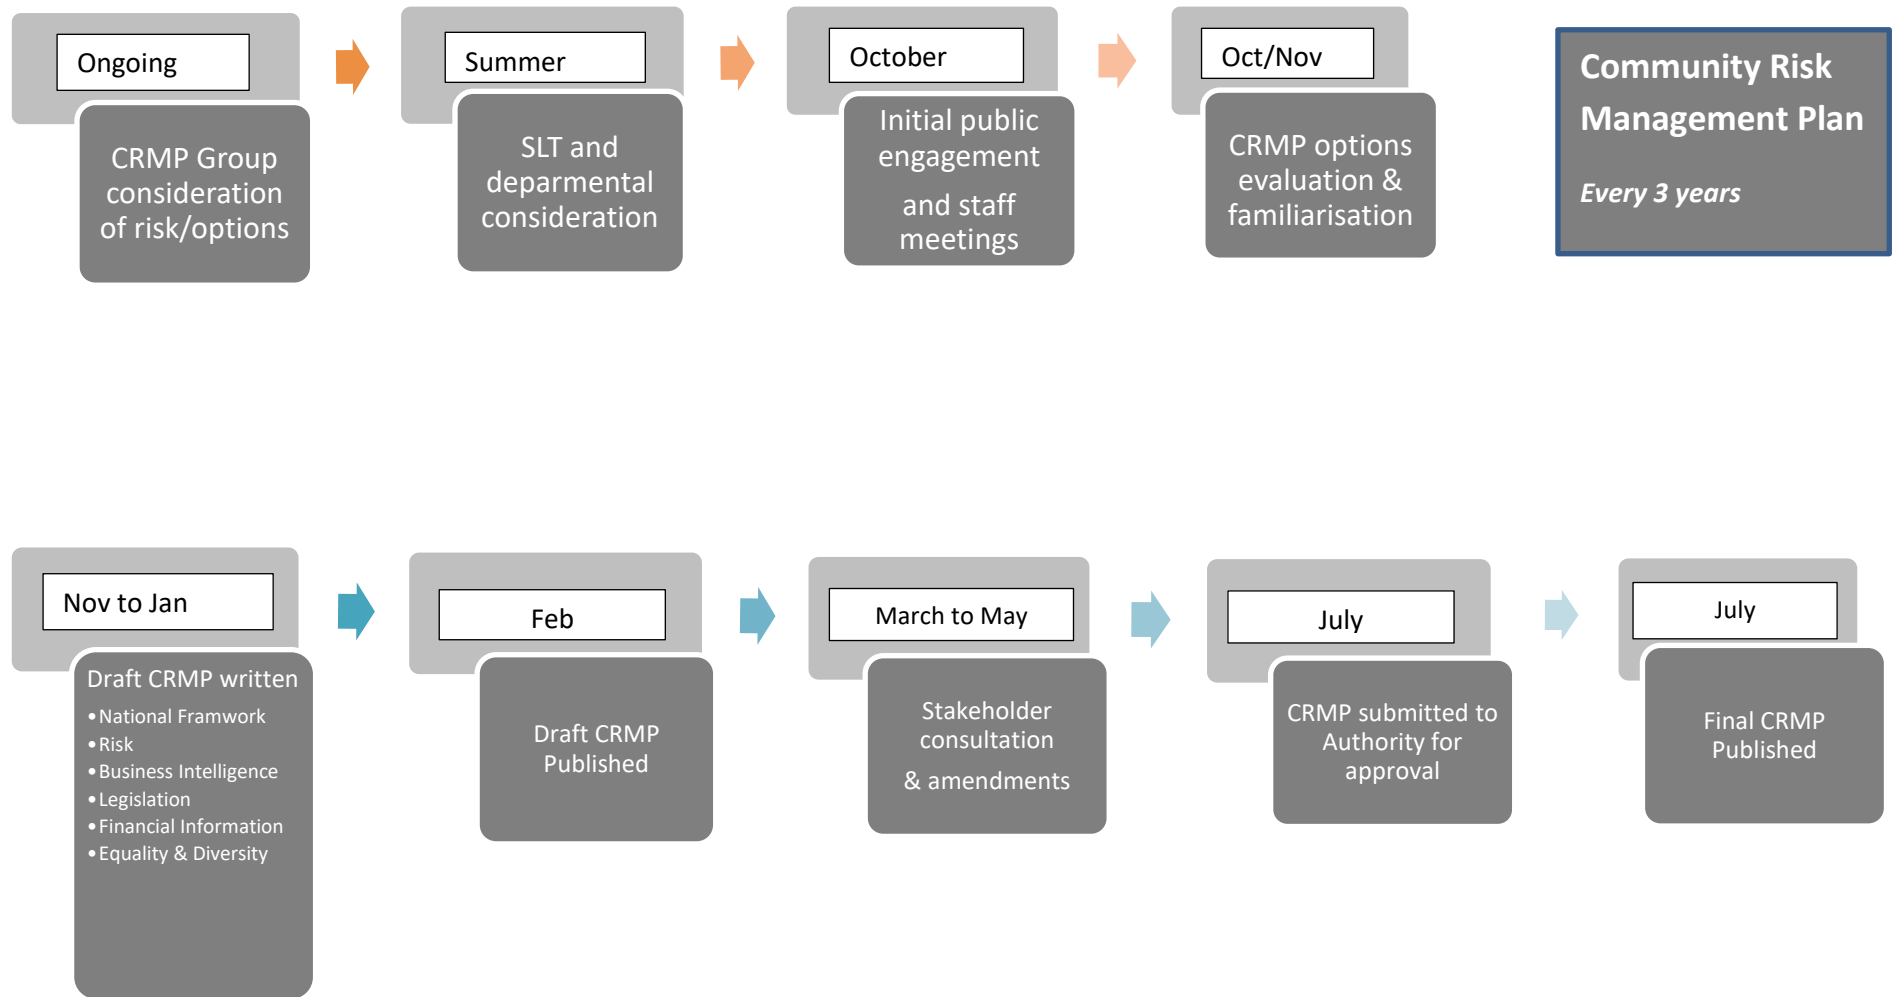 Ongoing
CRMP Group
consideration
of risk/options
Summer
SLT and
deparmental
consideration
October
Initial public
engagement
and staff
meetings
Oct/Nov
CRMP options
evaluation &
familiarisation
Community Risk
Management Plan
Every 3 years
Nov to Jan
Draft CRMP written
•National Framwork
•Risk
•Business Intelligence
•Legislation
•Financial Information
•Equality & Diversity
Feb
Draft CRMP
Published
March to May
Stakeholder
consultation
& amendments
July
CRMP submitted to
Authority for
approval
July
Final CRMP
Published